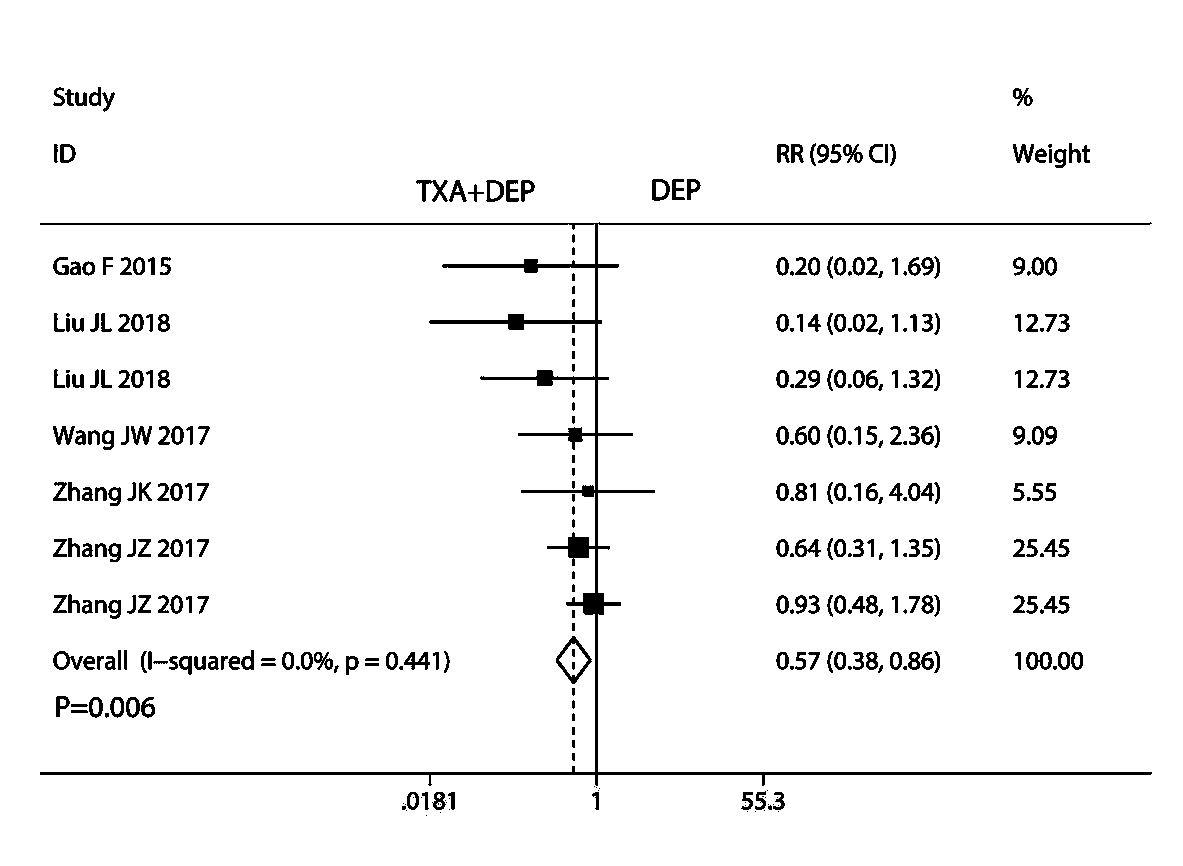 Study %
ID RR (95% CI) Weight
TXA+DEP DEP
Gao F 2015 0.20 (0.02, 1.69) 9.00
Liu JL 2018 0.14 (0.02, 1.13) 12.73
Liu JL 2018 0.29 (0.06, 1.32) 12.73
Wang JW 2017 0.60 (0.15, 2.36) 9.09
Zhang JK 2017 0.81 (0.16, 4.04) 5.55
Zhang JZ 2017 0.64 (0.31, 1.35) 25.45
Zhang JZ 2017 0.93 (0.48, 1.78) 25.45
Overall (I−squared = 0.0%, p = 0.441) 0.57 (0.38, 0.86) 100.00
P=0.006
.0181 1 55.3